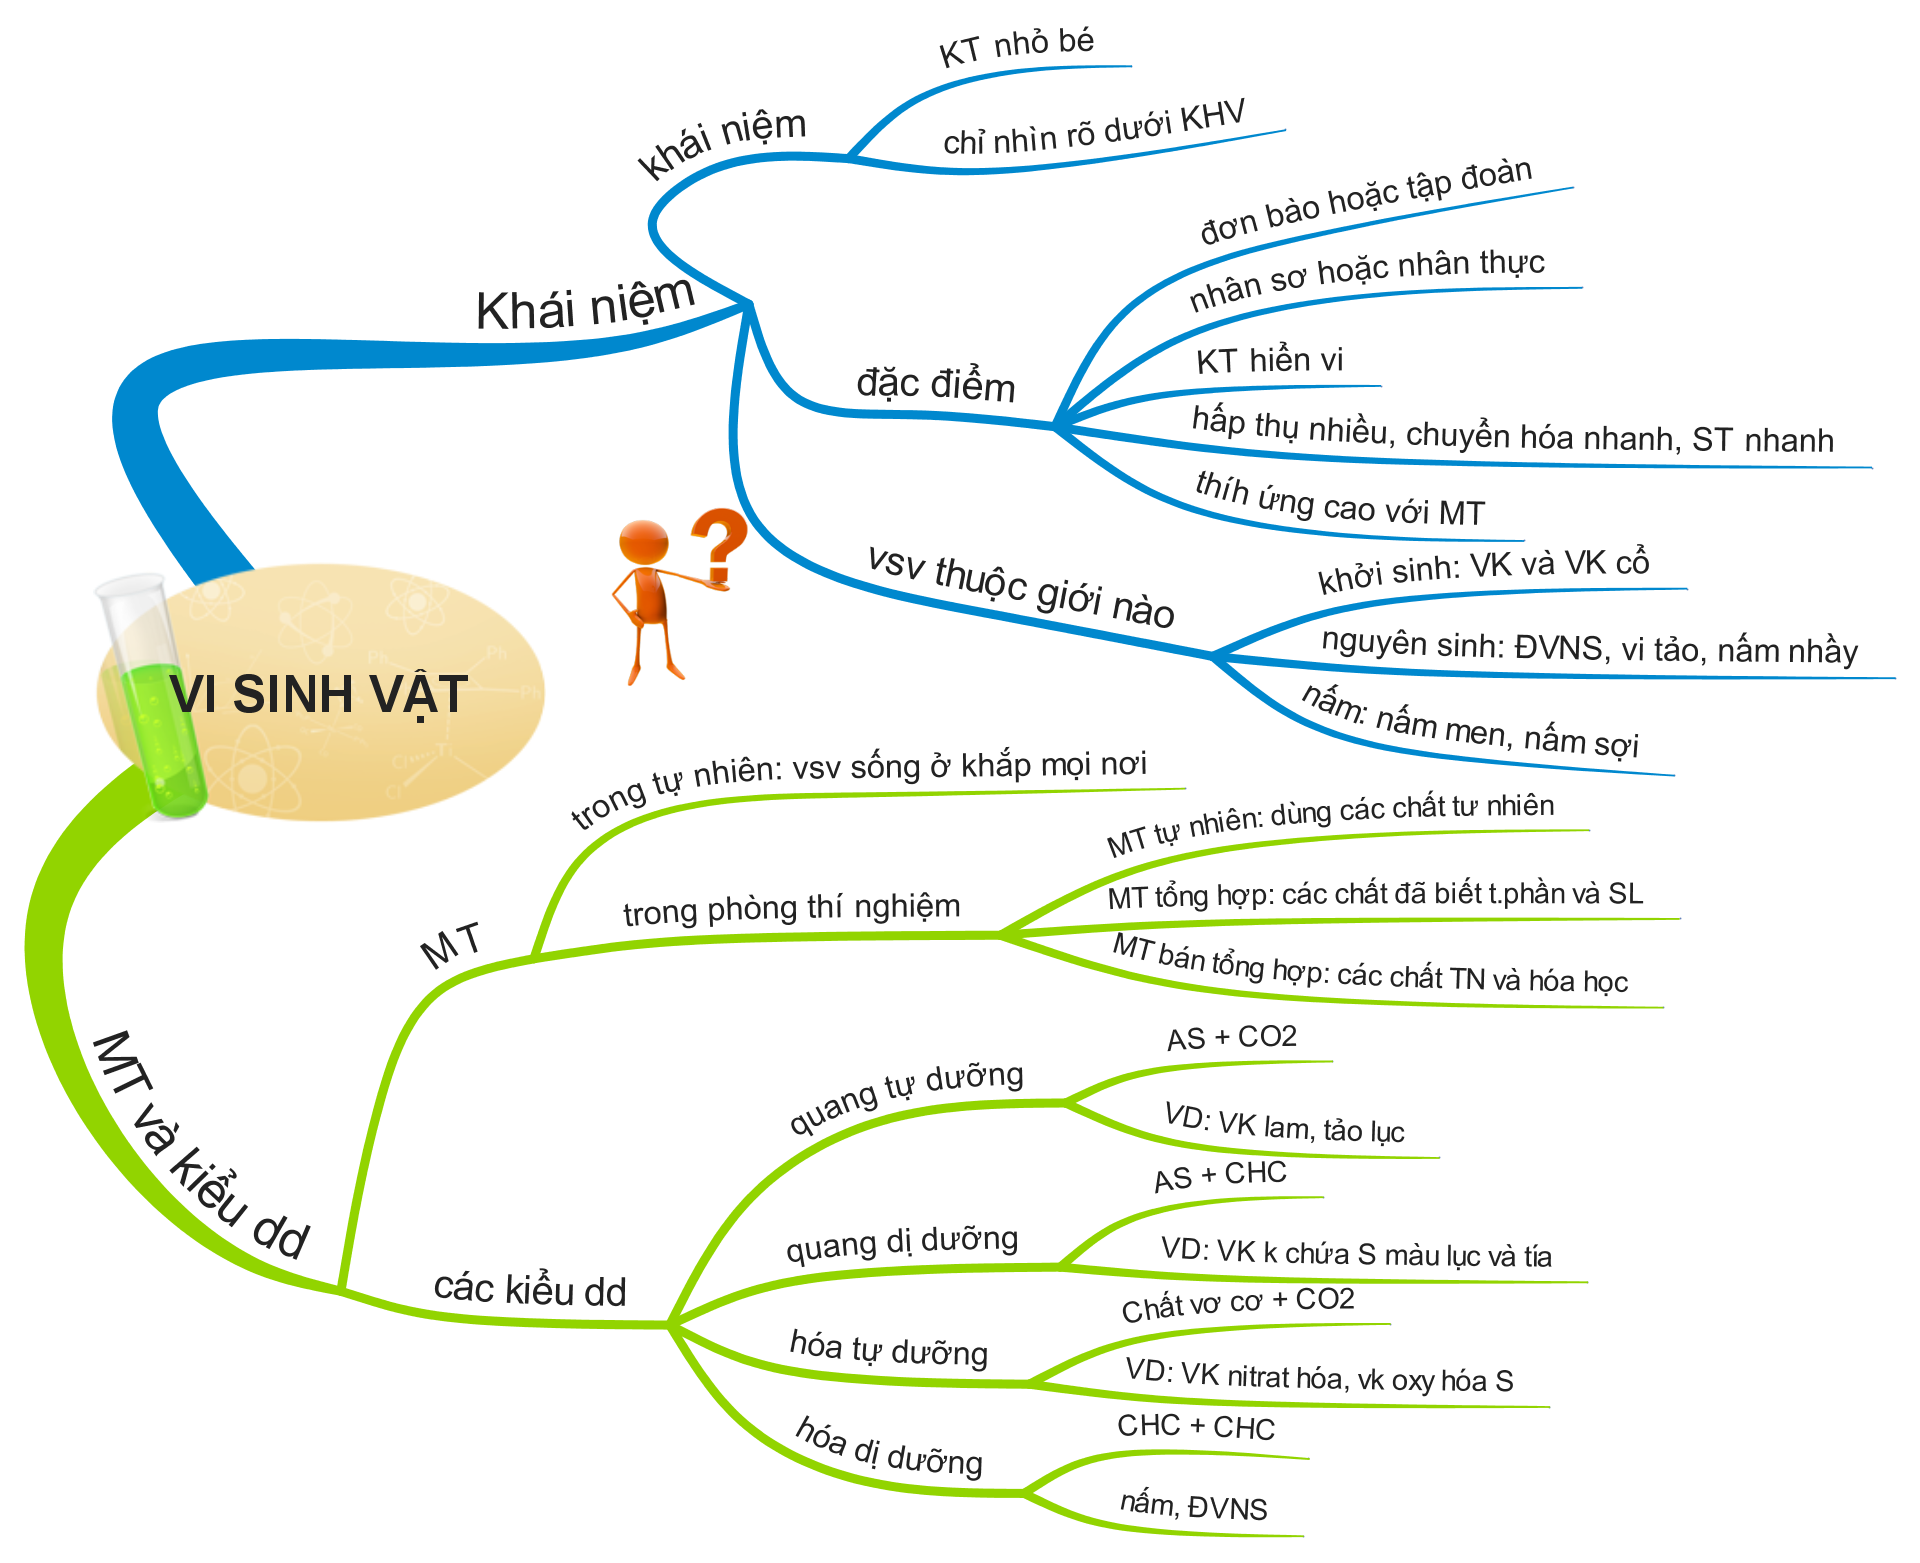 VI SINH VẬT
Khái niệm
khái niệm
KT nhỏ bé
chỉ nhìn rõ dưới KHV
đặc điểm
đơn bào hoặc tập đoàn
nhân sơ hoặc nhân thực
KT hiển vi
hấp thụ nhiều, chuyển hóa nhanh, ST nhanh
thíh ứng cao với MT
vsv thuộc giới nào
khởi sinh: VK và VK cổ
nguyên sinh: ĐVNS, vi tảo, nấm nhầy
nấm: nấm men, nấm sợi
?
MT và kiểu dd
MT
trong tự nhiên: vsv sống ở khắp mọi nơi
trong phòng thí nghiệm
MT tự nhiên: dùng các chất tư nhiên
MT tổng hợp: các chất đã biết t.phần và SL
MT bán tổng hợp: các chất TN và hóa học
các kiểu dd
quang tự dưỡng
AS + CO2
VD: VK lam, tảo lục
quang dị dưỡng
AS + CHC
VD: VK k chứa S màu lục và tía
hóa tự dưỡng
Chất vơ cơ + CO2
VD: VK nitrat hóa, vk oxy hóa S
hóa dị dưỡng
CHC + CHC
nấm, ĐVNS